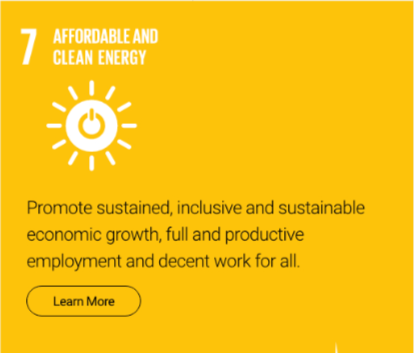 7 AFFORDABLE AND
CLEAN ENERGY
Promote sustained, inclusive and sustainable
economic growth, full and productive
employment and decent work for all.
Learn More